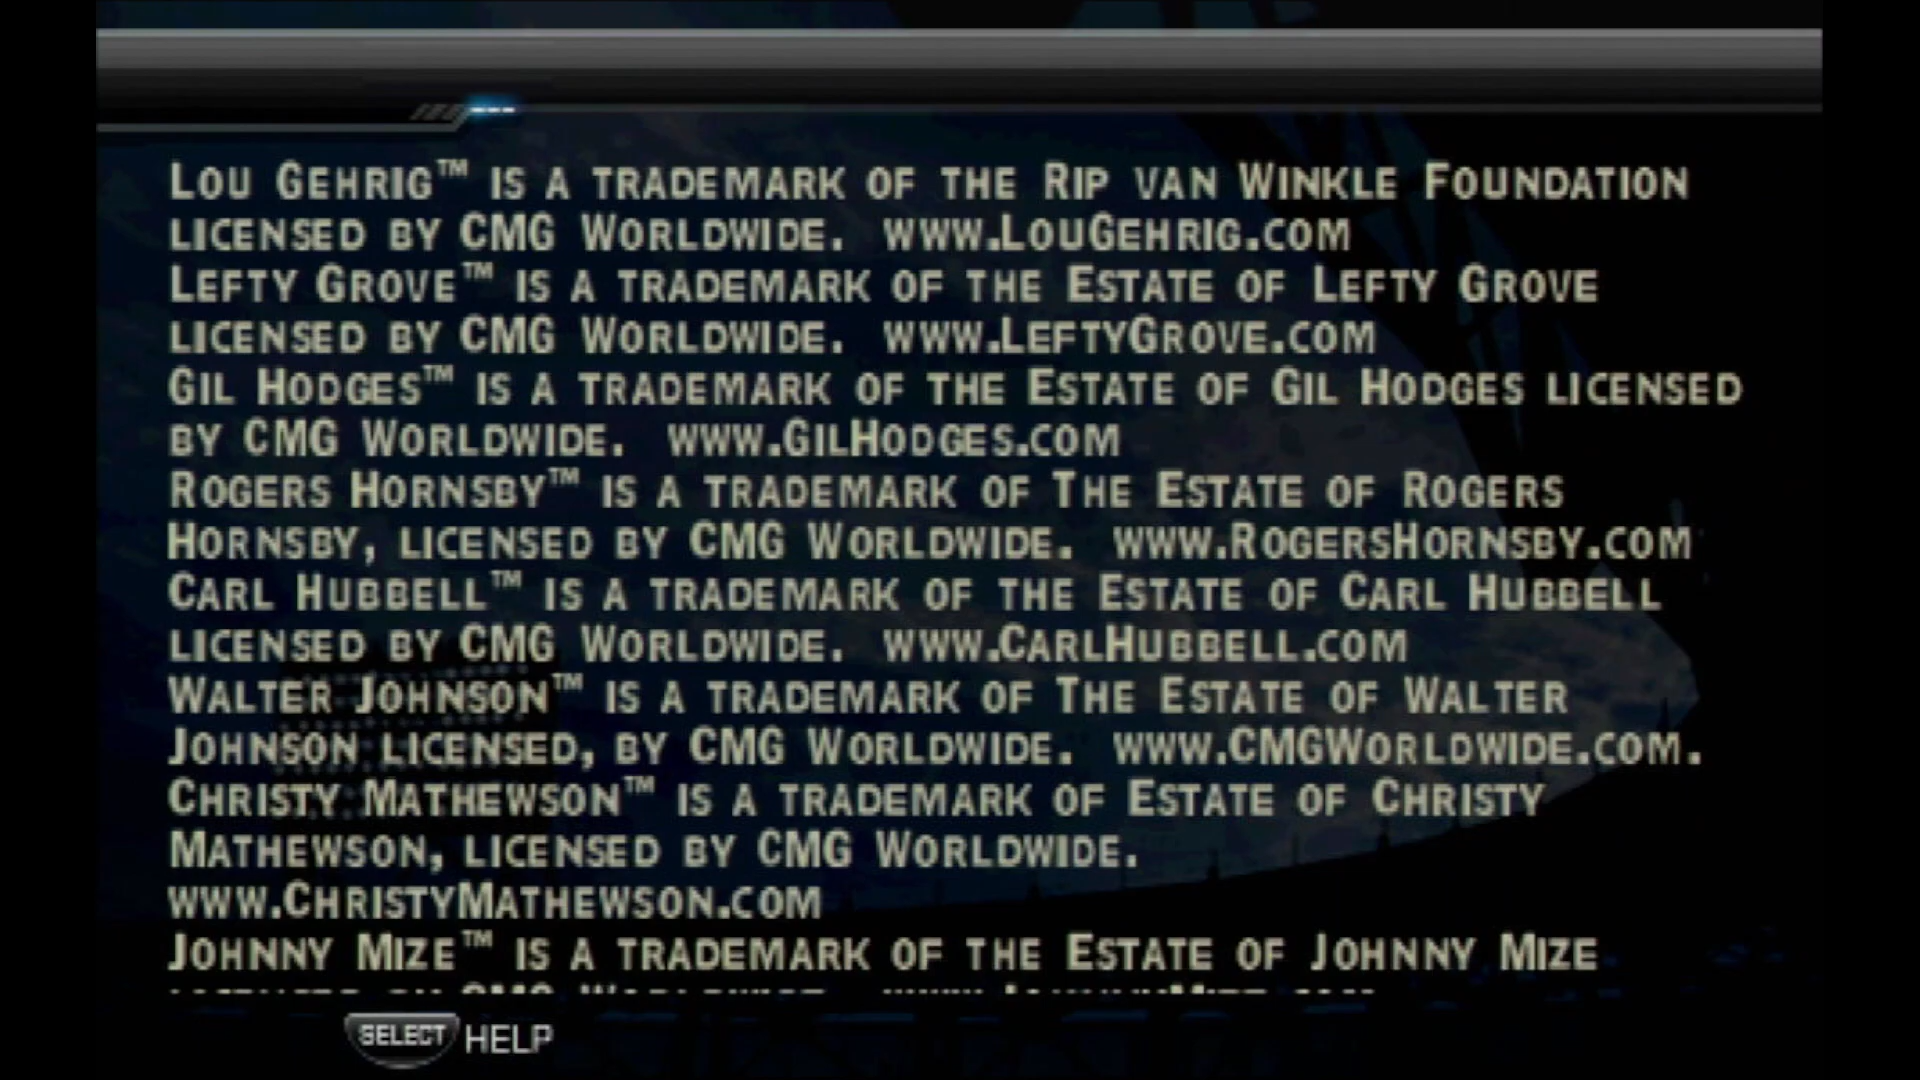 Lou Gehrig™ is a trademark of the Rip van Winkle Foundation
licensed by CMG Worldwide.  www.LouGehrig.com
Lefty Grove™ is a trademark of the Estate of Lefty Grove
licensed by CMG Worldwide.  www.LeftyGrove.com
Gil Hodges™ is a trademark of the Estate of Gil Hodges licensed
by CMG Worldwide.  www.GilHodges.com
Rogers Hornsby™ is a trademark of The Estate of Rogers
Hornsby, licensed by CMG Worldwide.  www.RogersHornsby.com
Carl Hubbell™ is a trademark of the Estate of Carl Hubbell
licensed by CMG Worldwide.  www.CarlHubbell.com
Walter Johnson™ is a trademark of The Estate of Walter
Johnson licensed, by CMG Worldwide.  www.CMGWorldwide.com.
Christy Mathewson™ is a trademark of Estate of Christy
Mathewson, licensed by CMG Worldwide.
www.ChristyMathewson.com
Johnny Mize™ is a trademark of the Estate of Johnny Mize
SELECT HELP